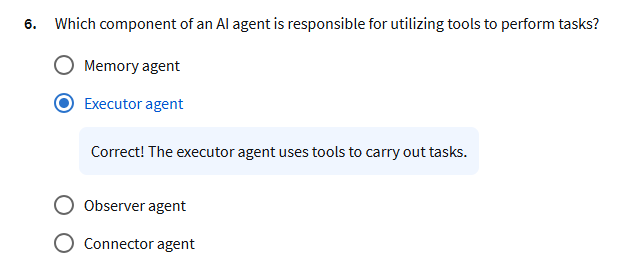 6. Which component of an AI agent is responsible for utilizing tools to perform tasks?
Memory agent
Executor agent
Correct! The executor agent uses tools to carry out tasks.
Observer agent
Connector agent